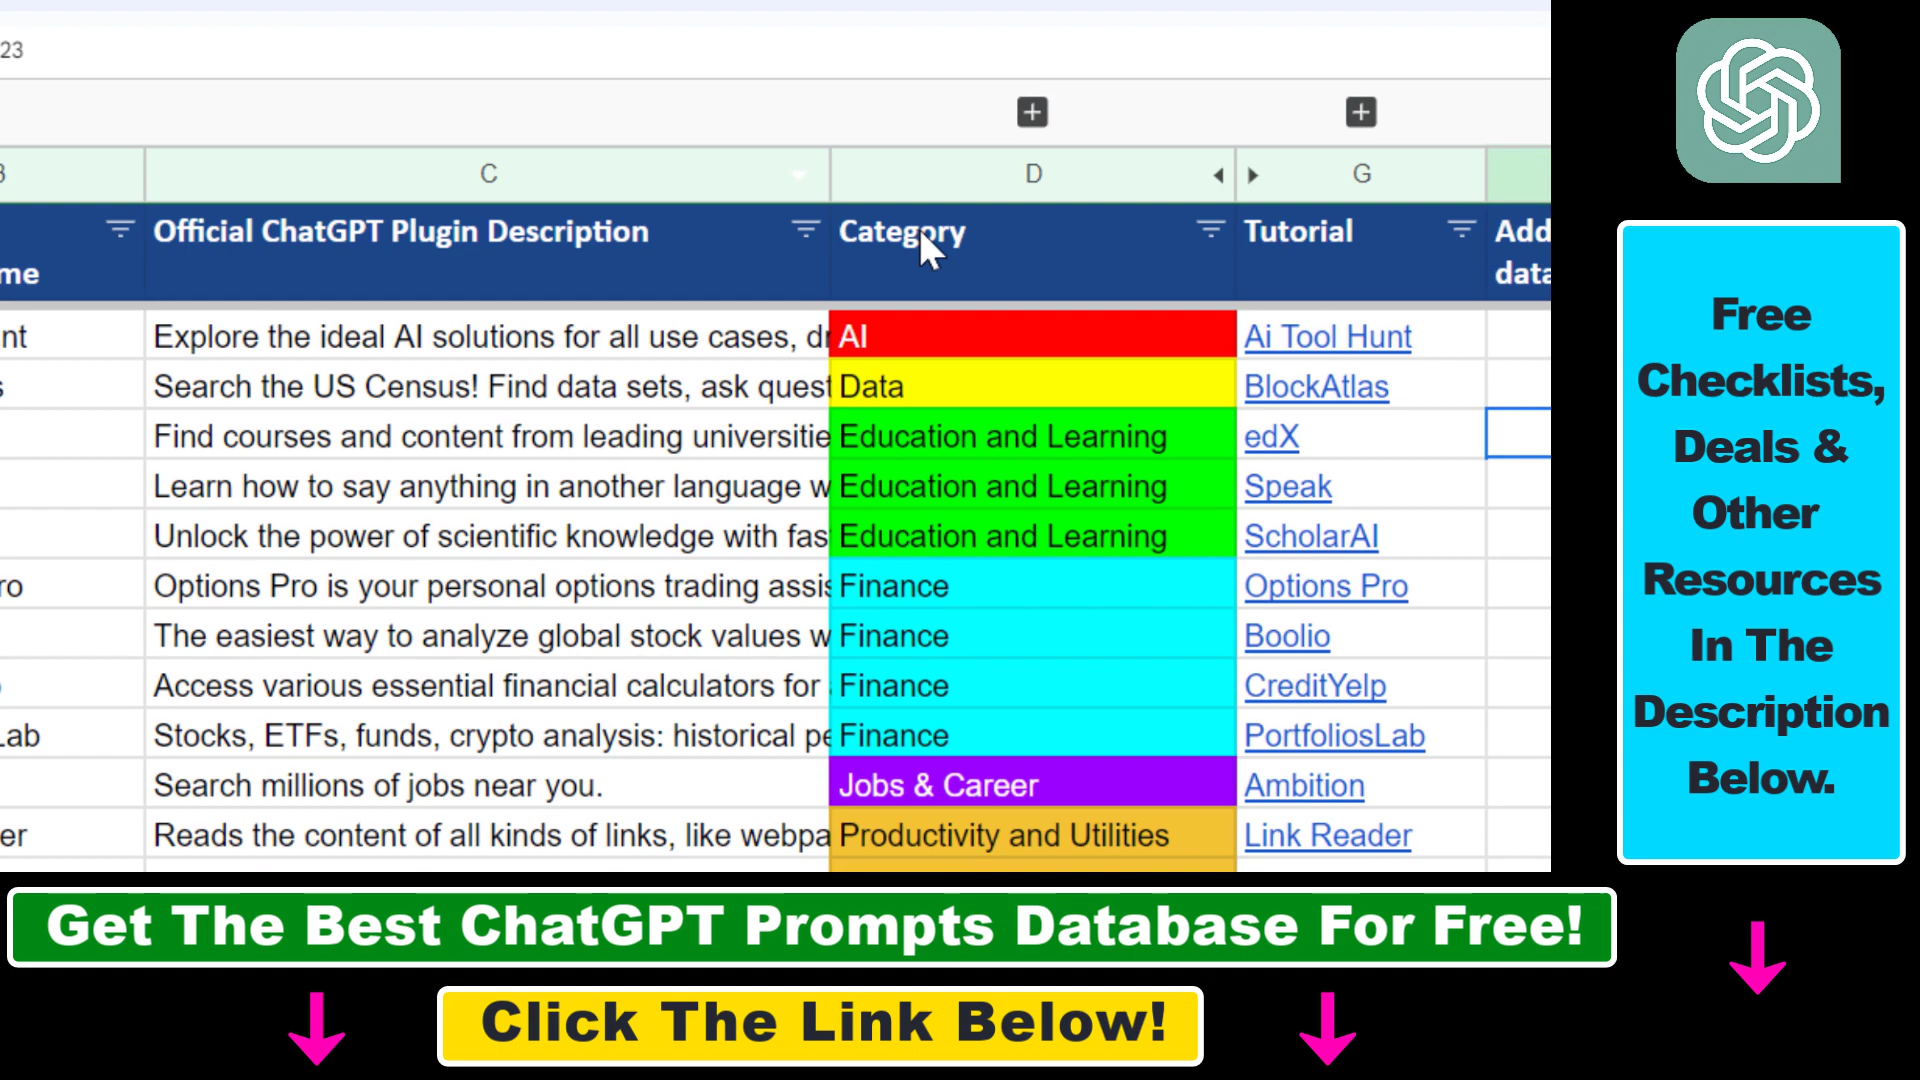 23
C D G
Official ChatGPT Plugin Description Category Tutorial Add
me data
nt Explore the ideal AI solutions for all use cases, AI Ai Tool Hunt
s Search the US Census! Find data sets, ask quest Data BlockAtlas
Find courses and content from leading universitie Education and Learning edX
Learn how to say anything in another language w Education and Learning Speak
Unlock the power of scientific knowledge with fas Education and Learning ScholarAI
ro Options Pro is your personal options trading assis Finance Options Pro
The easiest way to analyze global stock values w Finance Boolio
Access various essential financial calculators for Finance CreditYelp
Lab Stocks, ETFs, funds, crypto analysis: historical pe Finance PortfoliosLab
Search millions of jobs near you. Jobs & Career Ambition
er Reads the content of all kinds of links, like webpa Productivity and Utilities Link Reader
Free
Checklists,
Deals &
Other
Resources
In The
Description
Below.
Get The Best ChatGPT Prompts Database For Free!
Click The Link Below!